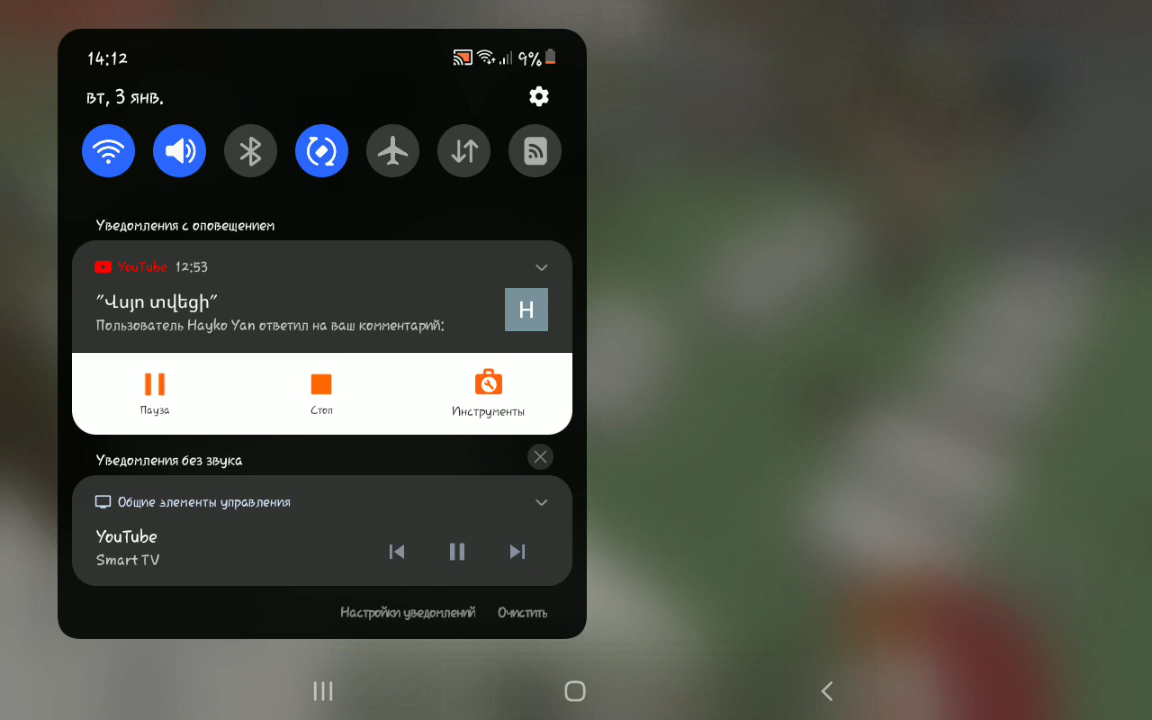 14:12
9%
вт, 3 янв.
Уведомления с оповещением
YouTube 12:53
"Վսյո տվեցի"
Пользователь Hayko Yan ответил на ваш комментарий:
H
Пауза
Стоп
Инструменты
Уведомления без звука
Общие элементы управления
YouTube
Smart TV
Настройки уведомлений
Очистить